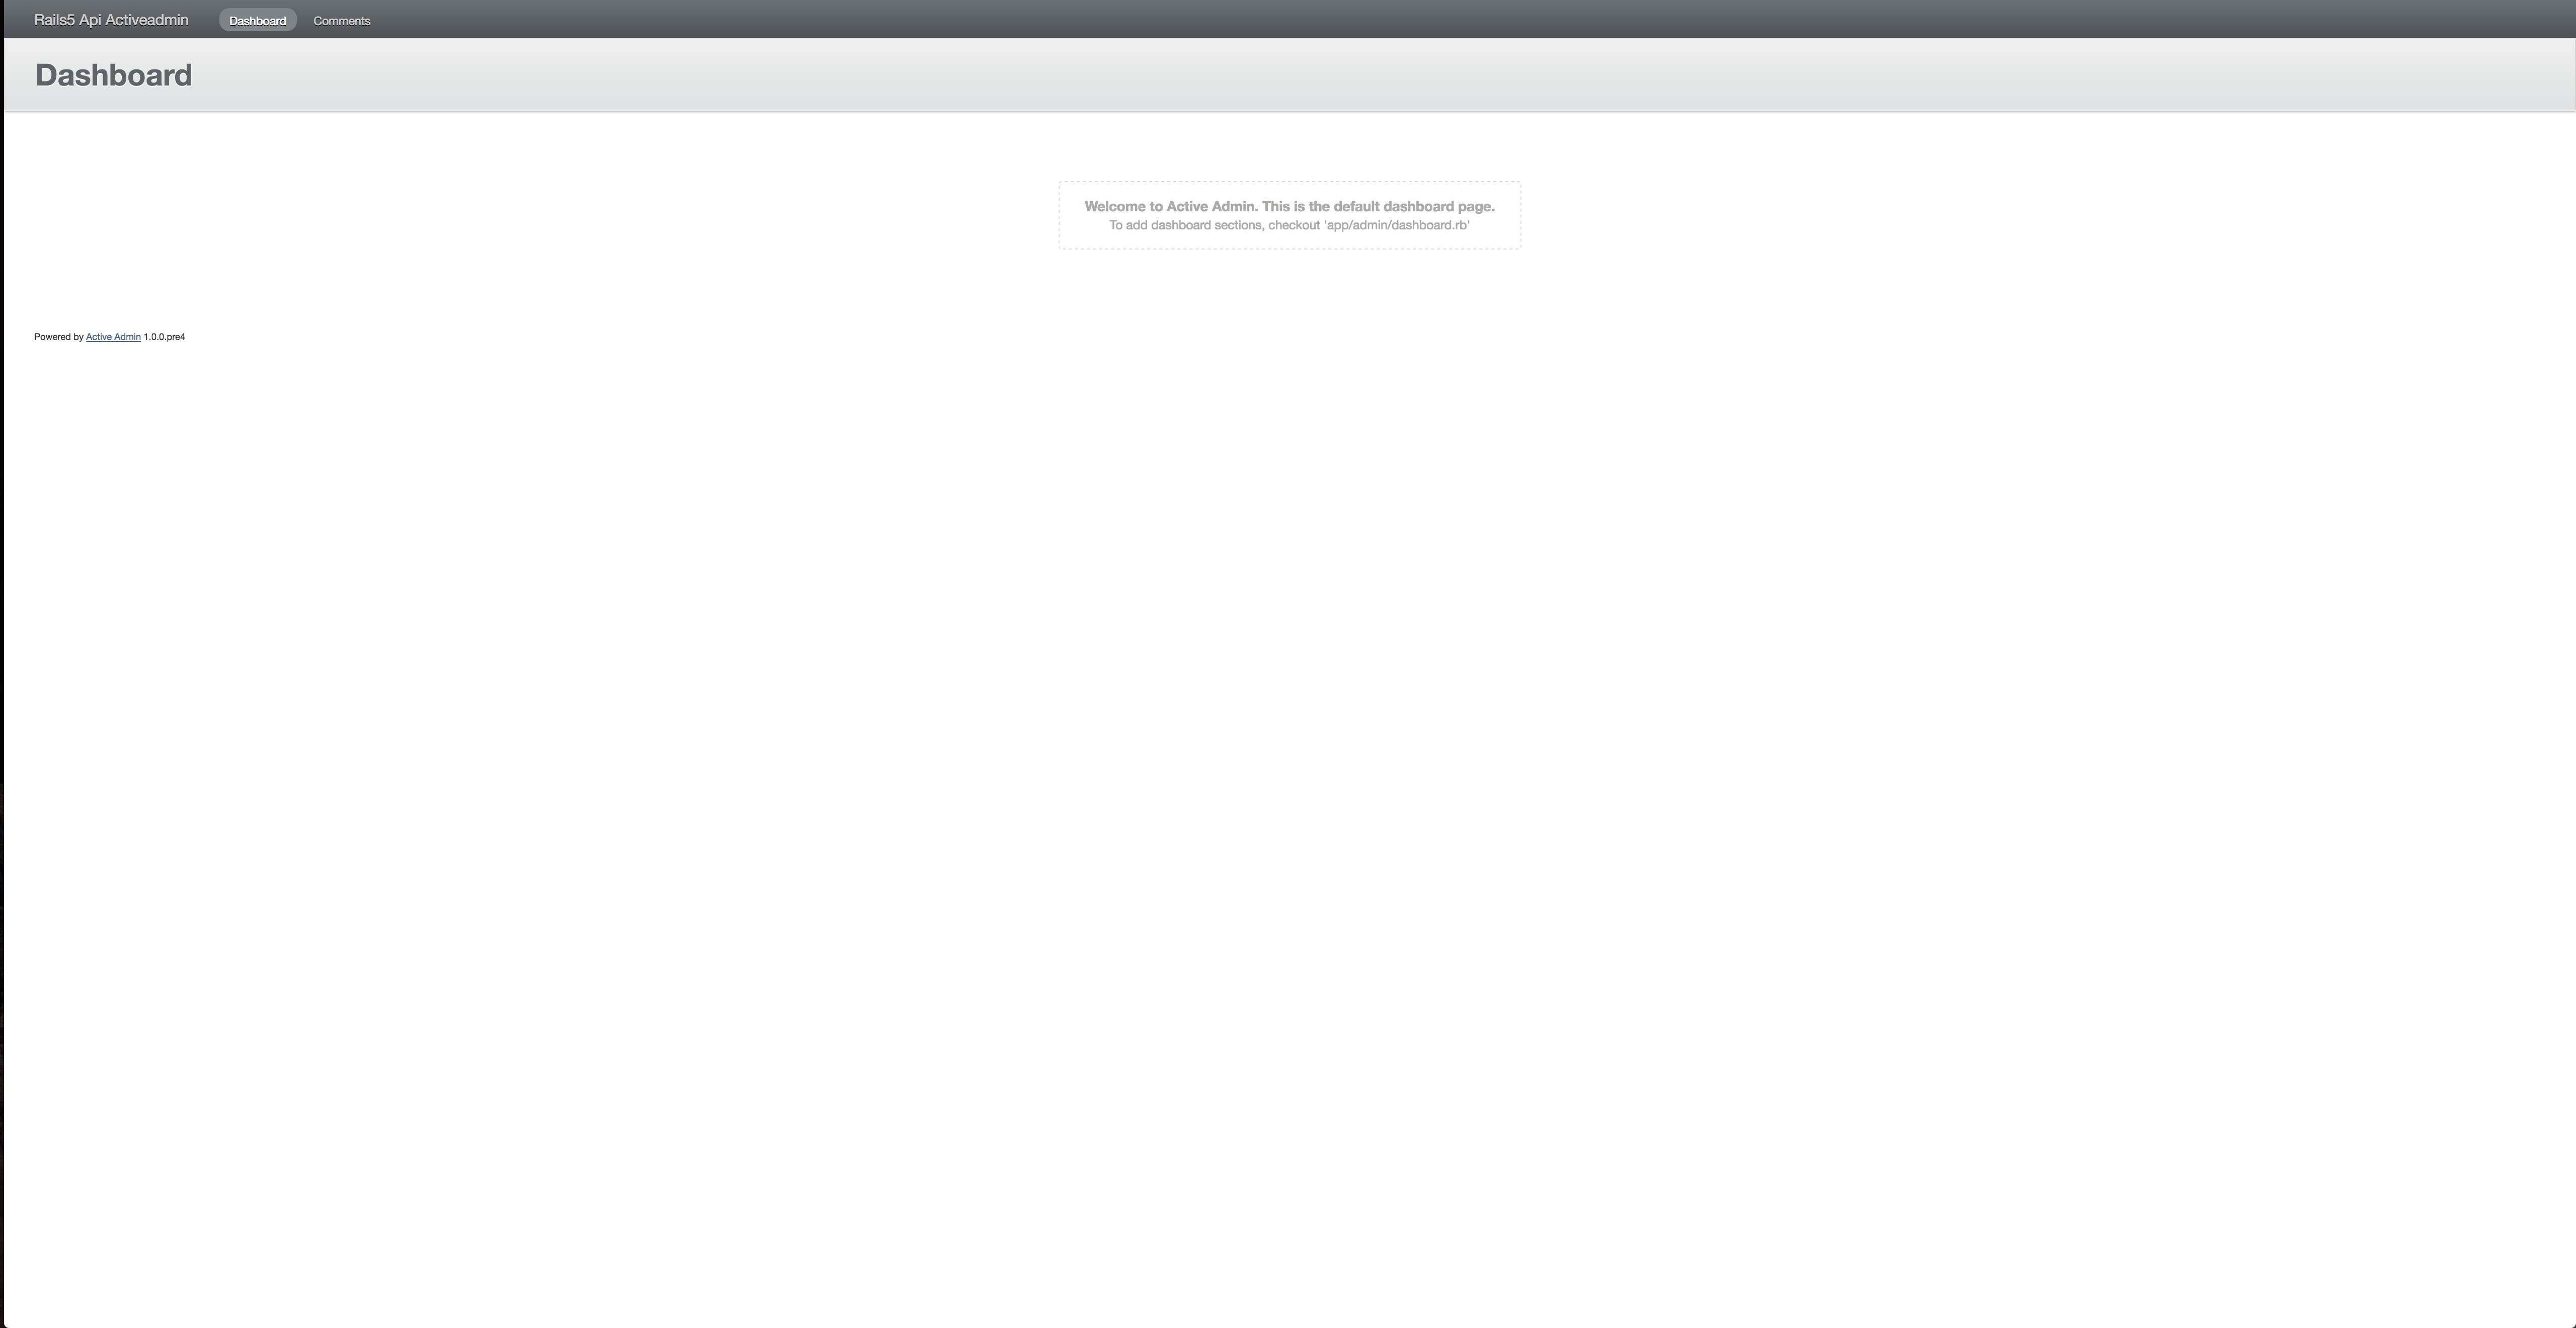 Rails5 Api Activeadmin Dashboard Comments
Dashboard
Welcome to Active Admin. This is the default dashboard page.
To add dashboard sections, checkout 'app/admin/dashboard.rb'
Powered by Active Admin 1.0.0.pre4